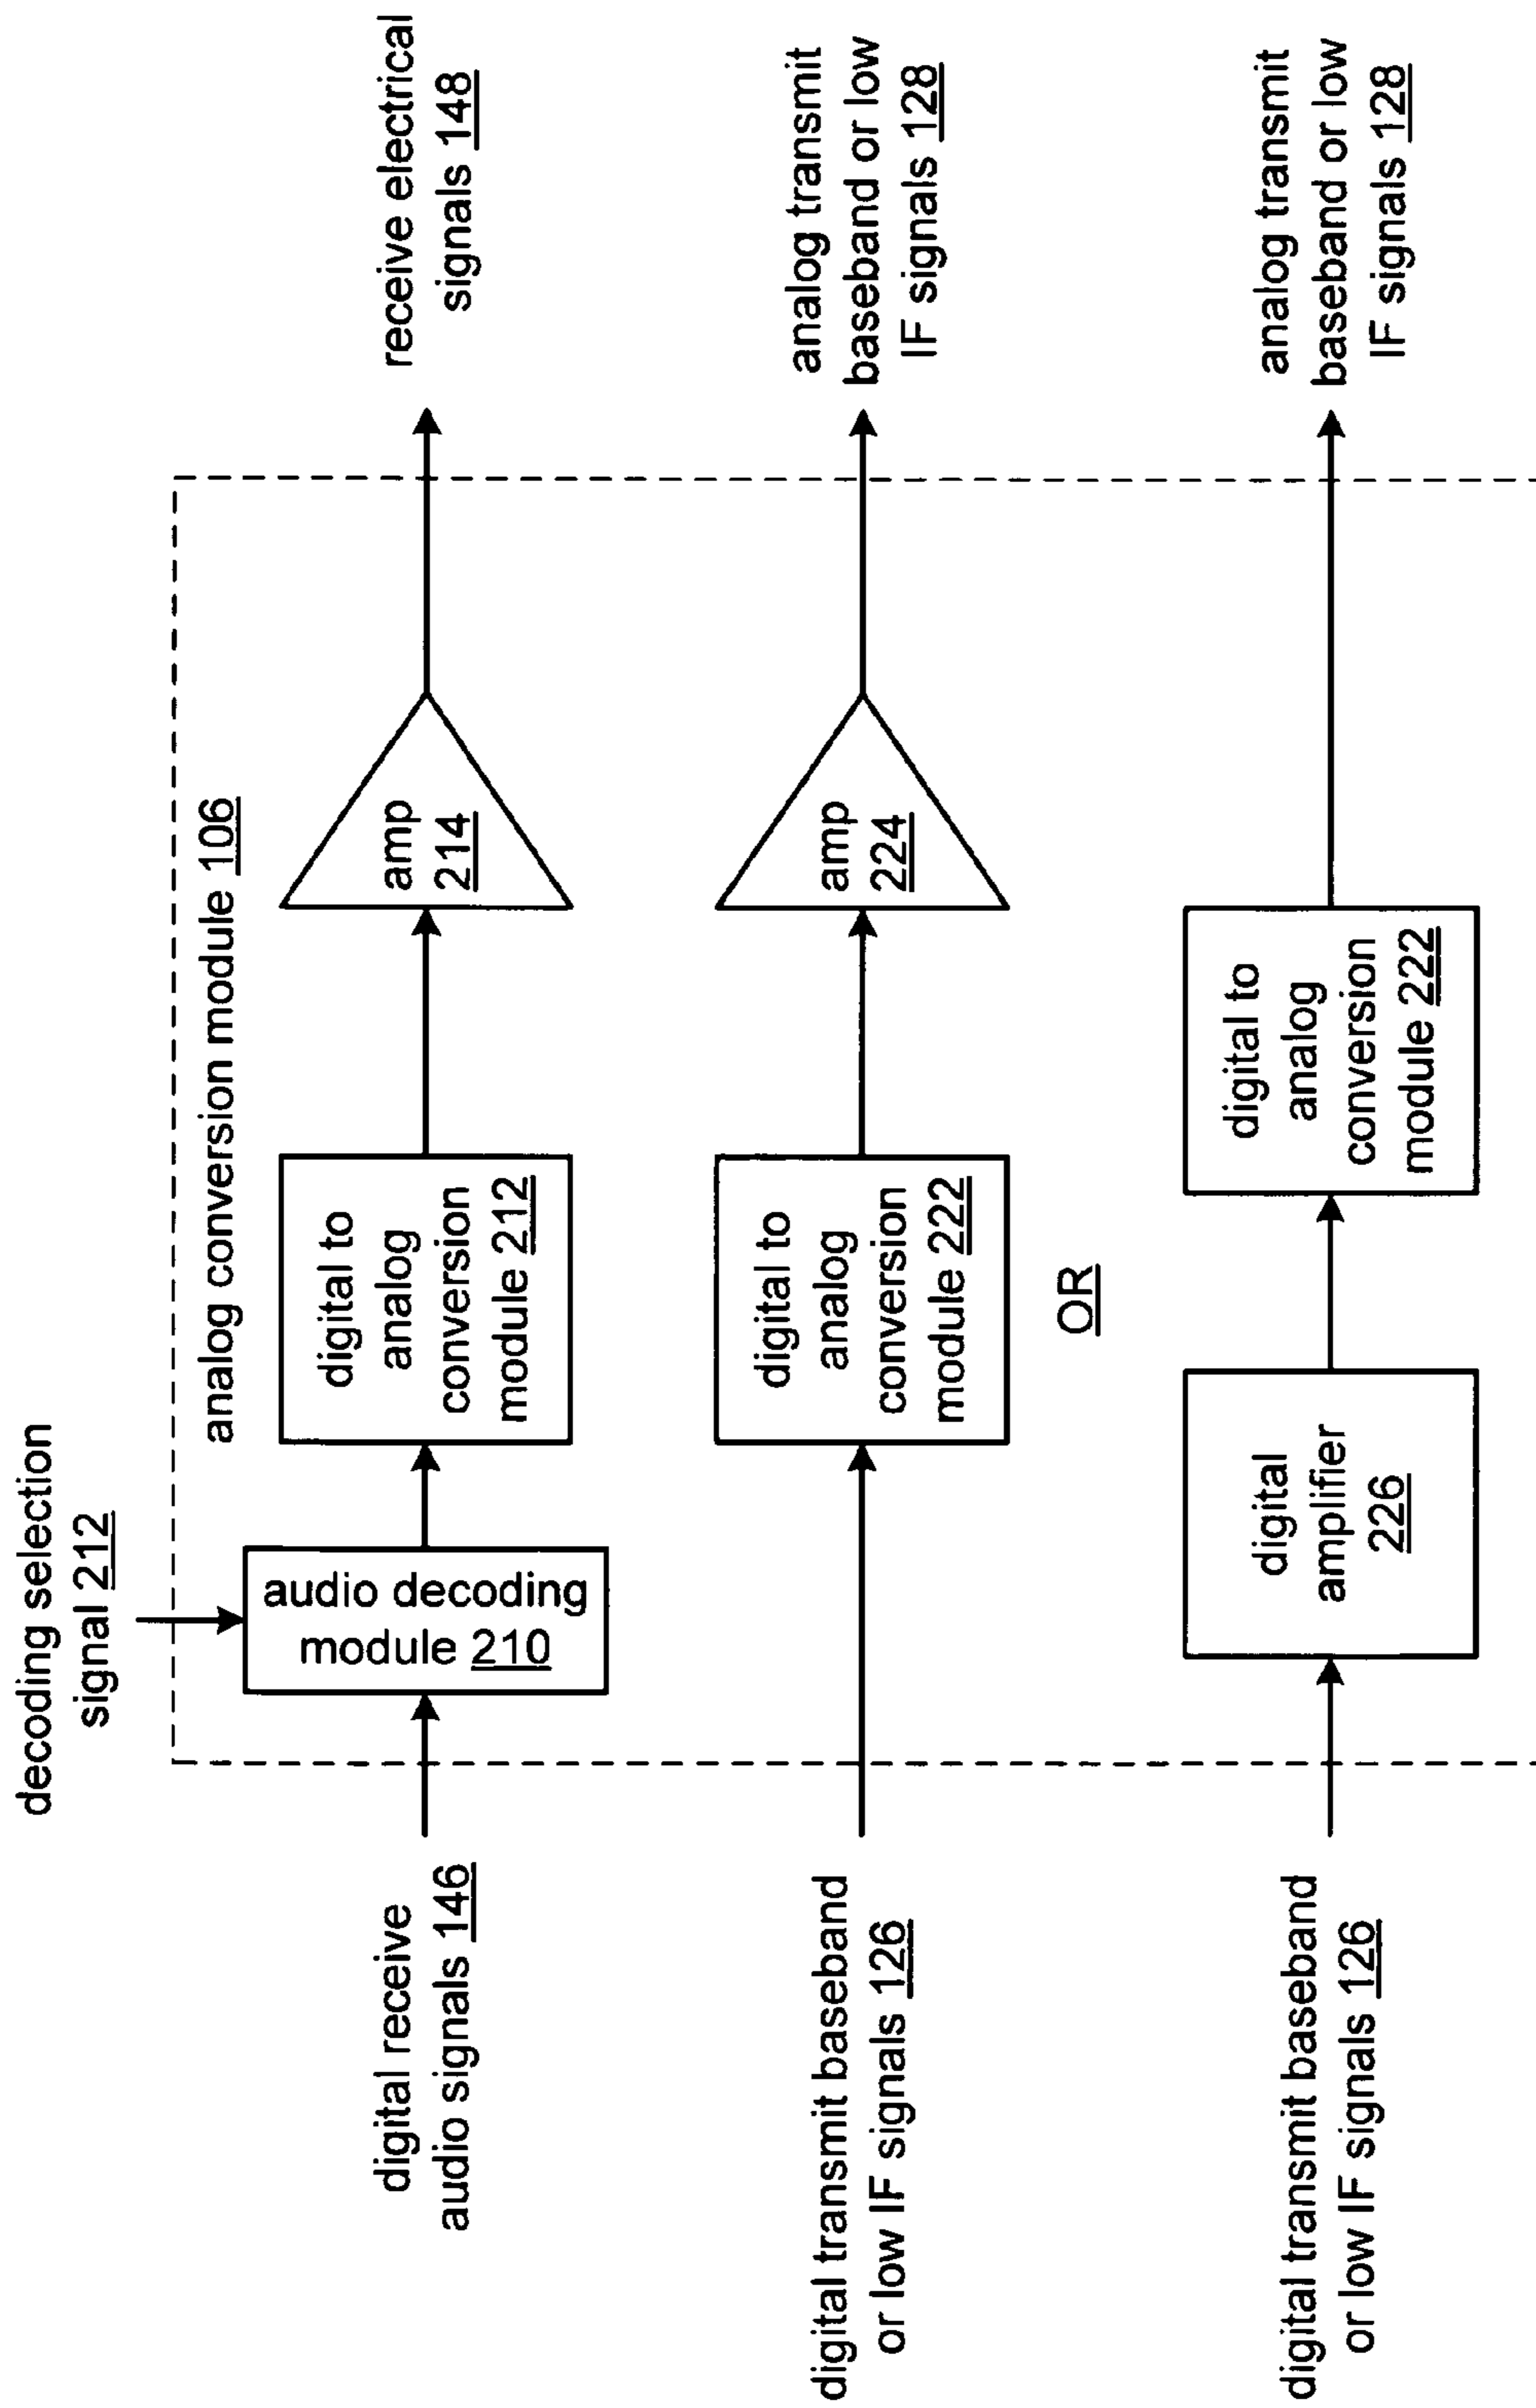 decoding selection
signal 212
analog conversion module 106
digital receive
audio signals 146
audio decoding
module 210
digital to
analog
conversion
module 212
amp
214
receive electrical
signals 148
digital transmit baseband
or low IF signals 126
digital to
analog
conversion
module 222
amp
224
analog transmit
baseband or low
IF signals 128
OR
digital transmit baseband
or low IF signals 126
digital
amplifier
226
digital to
analog
conversion
module 222
analog transmit
baseband or low
IF signals 128